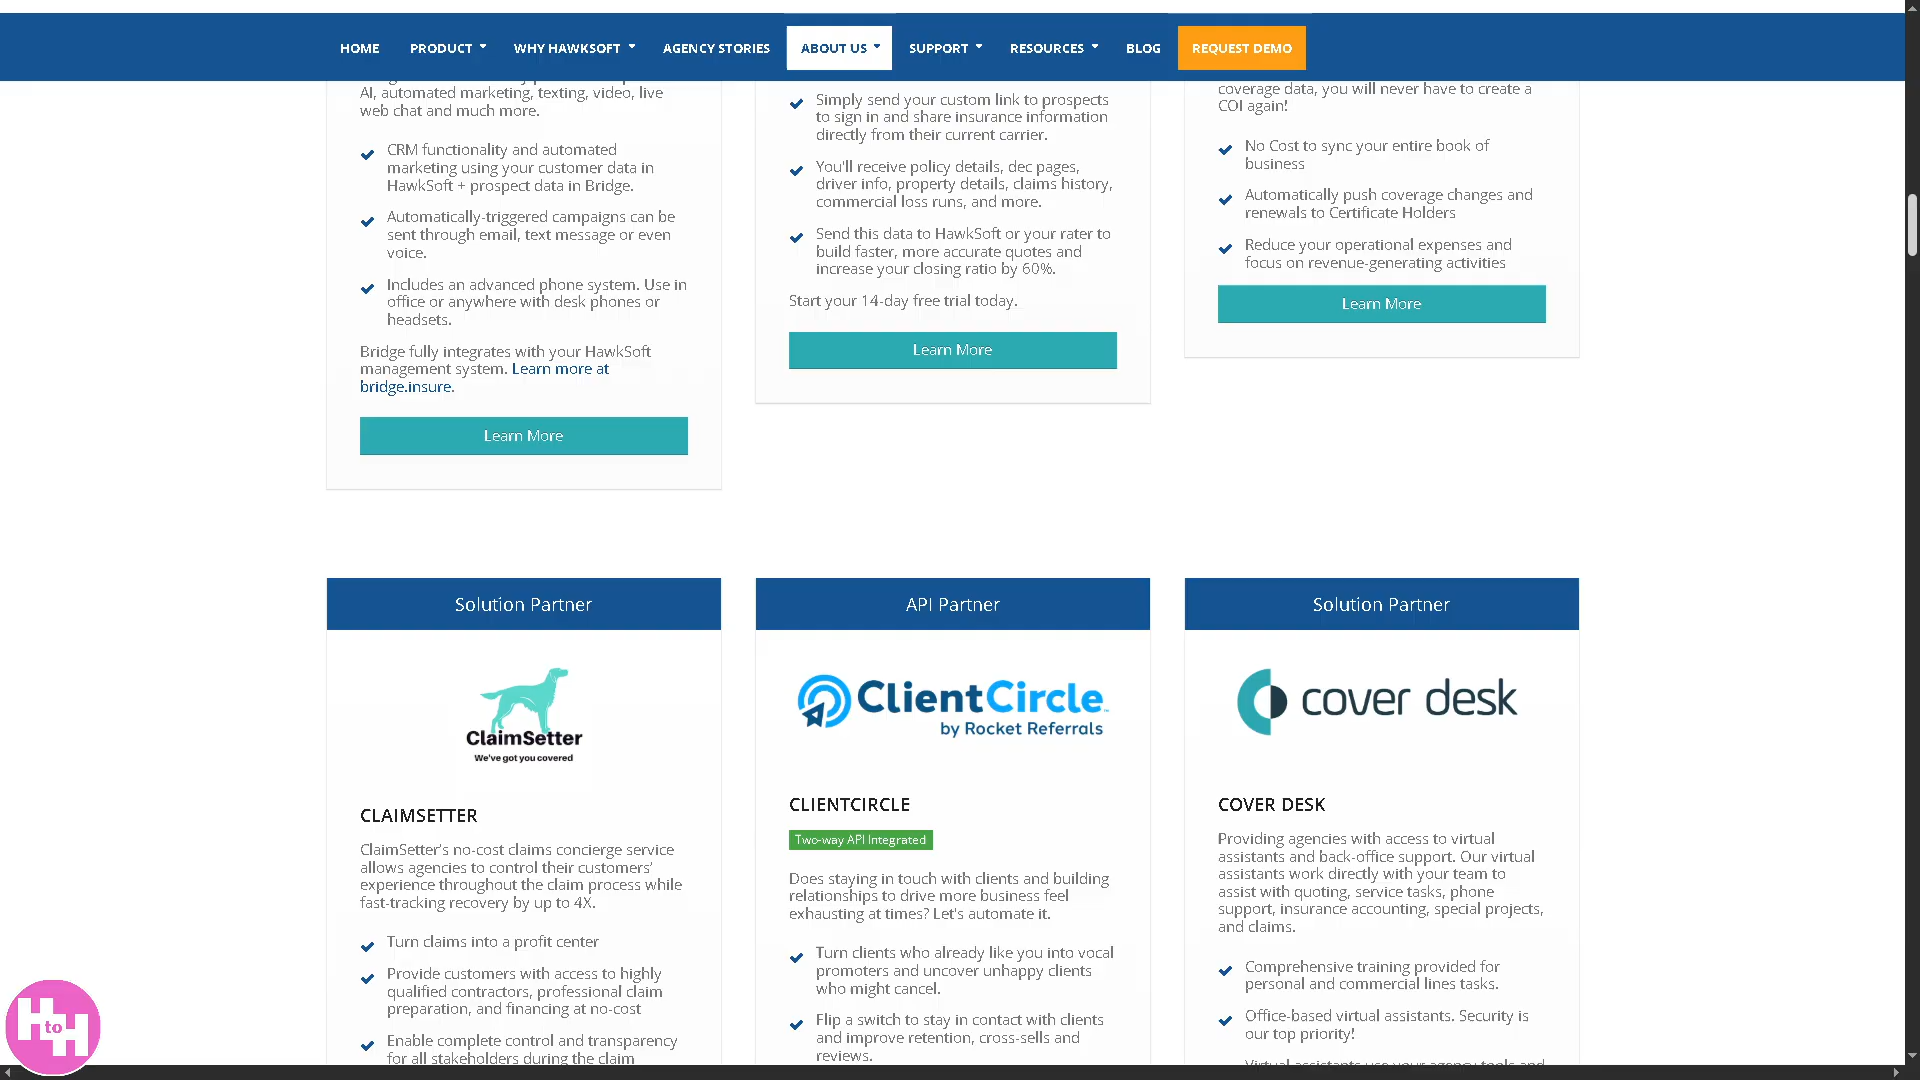 HOME
PRODUCT
WHY HAWKSOFT
AGENCY STORIES
ABOUT US
SUPPORT
RESOURCES
BLOG
REQUEST DEMO
AI, automated marketing, texting, video, live
web chat and much more.
CRM functionality and automated
marketing using your customer data in
HawkSoft + prospect data in Bridge.
Automatically-triggered campaigns can be
sent through email, text message or even
voice.
Includes an advanced phone system. Use in
office or anywhere with desk phones or
headsets.
Bridge fully integrates with your HawkSoft
management system. Learn more at
bridge.insure.
Learn More
Simply send your custom link to prospects
to sign in and share insurance information
directly from their current carrier.
You'll receive policy details, dec pages,
driver info, property details, claims history,
commercial loss runs, and more.
Send this data to HawkSoft or your rater to
build faster, more accurate quotes and
increase your closing ratio by 60%.
Start your 14-day free trial today.
Learn More
coverage data, you will never have to create a
COI again!
No Cost to sync your entire book of
business
Automatically push coverage changes and
renewals to Certificate Holders
Reduce your operational expenses and
focus on revenue-generating activities
Learn More
Solution Partner
ClaimSetter
We've got you covered
CLAIMSETTER
ClaimSetter's no-cost claims concierge service
allows agencies to control their customers'
experience throughout the claim process while
fast-tracking recovery by up to 4X.
Turn claims into a profit center
Provide customers with access to highly
qualified contractors, professional claim
preparation, and financing at no-cost
Enable complete control and transparency
for all stakeholders during the claim
API Partner
ClientCircle™
by Rocket Referrals
CLIENTCIRCLE
Two-way API Integrated
Does staying in touch with clients and building
relationships to drive more business feel
exhausting at times? Let's automate it.
Turn clients who already like you into vocal
promoters and uncover unhappy clients
who might cancel.
Flip a switch to stay in contact with clients
and improve retention, cross-sells and
reviews.
Solution Partner
cover desk
COVER DESK
Providing agencies with access to virtual
assistants and back-office support. Our virtual
assistants work directly with your team to
assist with quoting, service tasks, phone
support, insurance accounting, special projects,
and claims.
Comprehensive training provided for
personal and commercial lines tasks.
Office-based virtual assistants. Security is
our top priority!
Virtual assistants use your agency tools and
H to H